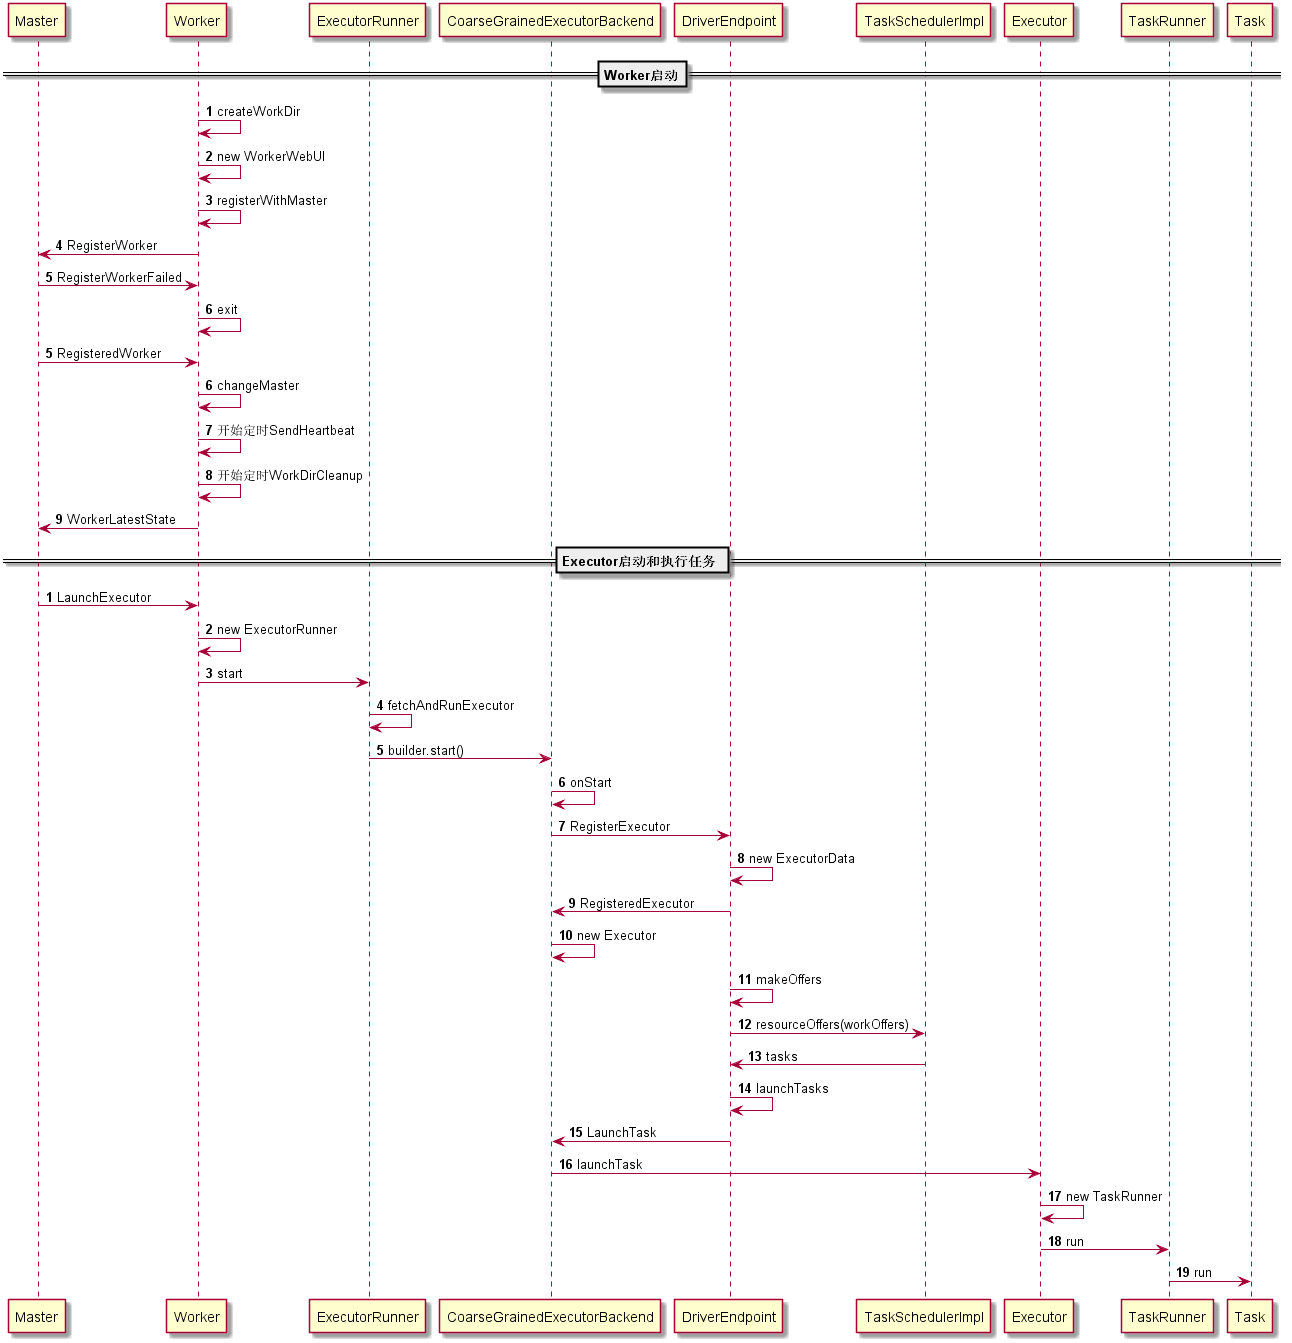 Master Worker ExecutorRunner CoarseGrainedExecutorBackend DriverEndpoint TaskSchedulerImpl Executor TaskRunner Task
Worker启动
1 createWorkDir
2 new WorkerWebUI
3 registerWithMaster
4 RegisterWorker
5 RegisterWorkerFailed
6 exit
5 RegisteredWorker
6 changeMaster
7 开始定时SendHeartbeat
8 开始定时WorkDirCleanup
9 WorkerLatestState
Executor启动和执行任务
1 LaunchExecutor
2 new ExecutorRunner
3 start
4 fetchAndRunExecutor
5 builder.start()
6 onStart
7 RegisterExecutor
8 new ExecutorData
9 RegisteredExecutor
10 new Executor
11 makeOffers
12 resourceOffers(workOffers)
13 tasks
14 launchTasks
15 LaunchTask
16 launchTask
17 new TaskRunner
18 run
19 run
Master Worker ExecutorRunner CoarseGrainedExecutorBackend DriverEndpoint TaskSchedulerImpl Executor TaskRunner Task